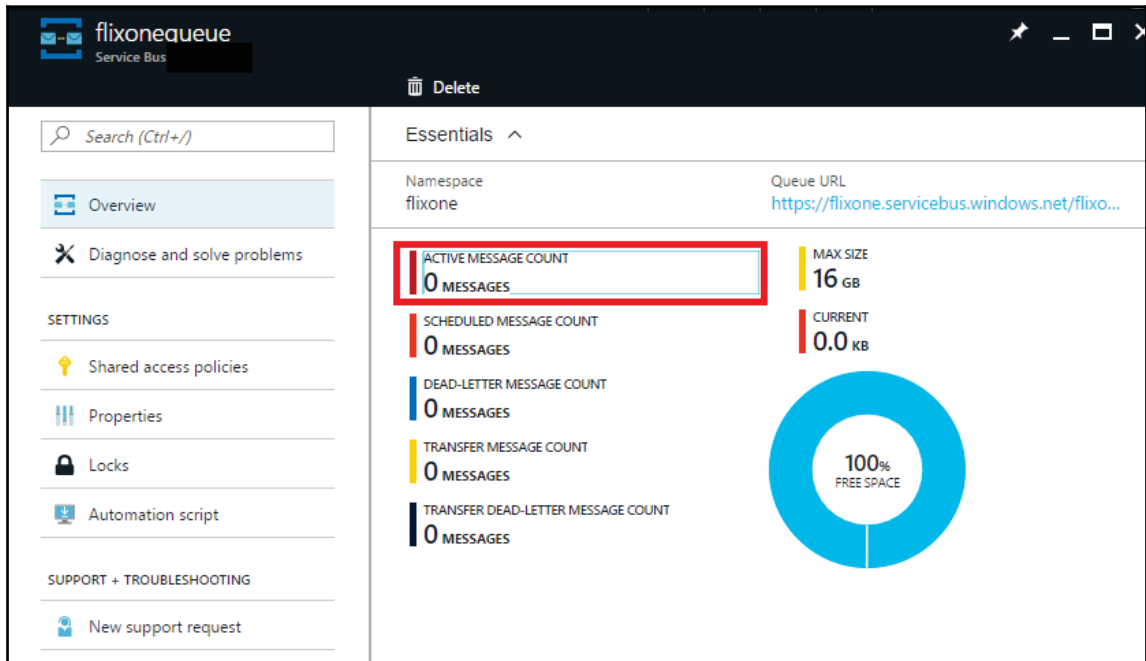 flixonequeue
Service Bus
Delete
Search (Ctrl+/)
Overview
Diagnose and solve problems
SETTINGS
Shared access policies
Properties
Locks
Automation script
SUPPORT + TROUBLESHOOTING
New support request
Essentials
Namespace
flixone
Queue URL
https://flixone.servicebus.windows.net/flixo...
ACTIVE MESSAGE COUNT
0 MESSAGES
SCHEDULED MESSAGE COUNT
0 MESSAGES
DEAD-LETTER MESSAGE COUNT
0 MESSAGES
TRANSFER MESSAGE COUNT
0 MESSAGES
TRANSFER DEAD-LETTER MESSAGE COUNT
0 MESSAGES
MAX SIZE
16 GB
CURRENT
0.0 KB
100%
FREE SPACE